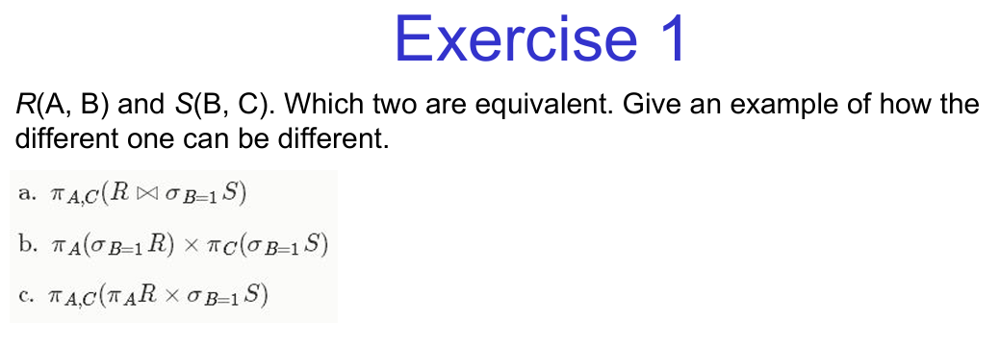 Exercise 1
R(A, B) and S(B, C). Which two are equivalent. Give an example of how the
different one can be different.
a. π_{A,C}(R ⋈ σ_{B=1} S)
b. π_A(σ_{B=1} R) × π_C(σ_{B=1} S)
c. π_{A,C}(π_A R × σ_{B=1} S)